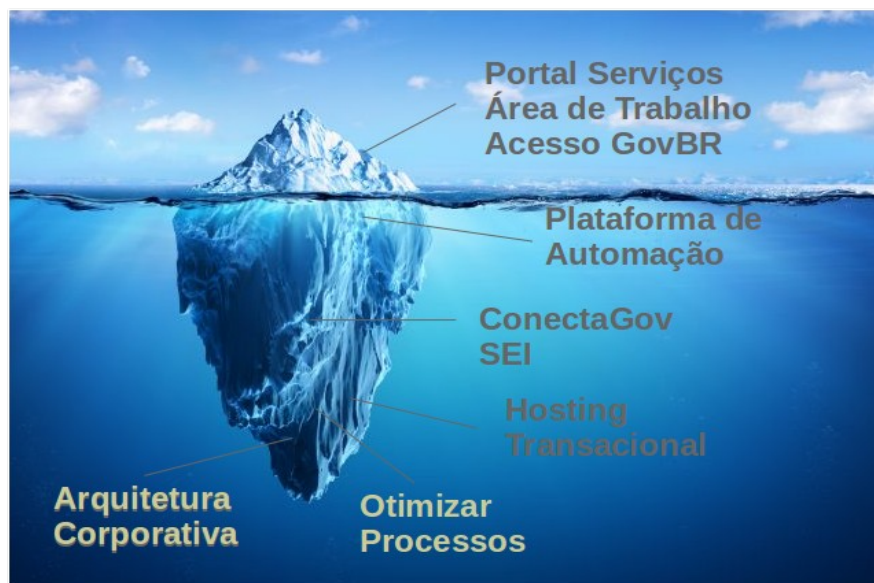 Portal Serviços
Área de Trabalho
Acesso GovBR
Plataforma de
Automação
ConectaGov
SEI
Hosting
Transacional
Arquitetura
Corporativa
Otimizar
Processos